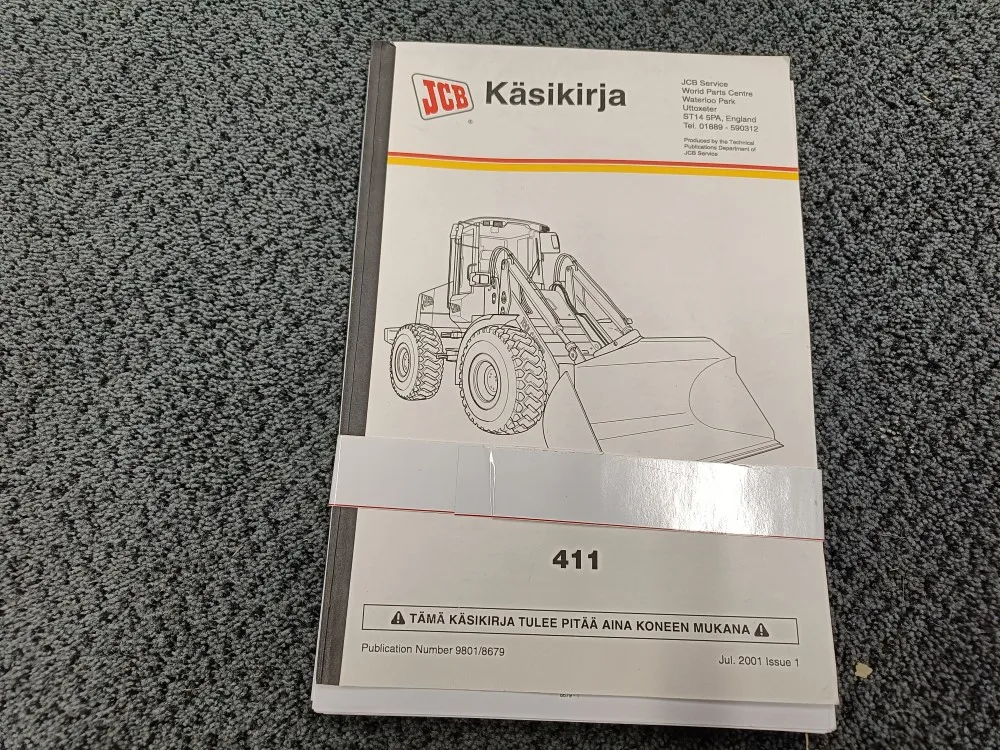 JCB
®
Käsikirja
JCB Service
World Parts Centre
Waterloo Park
Uttoxeter
ST14 5PA, England
Tel. 01889 - 590312
Produced by the Technical
Publications Department of
JCB Service
411
TÄMÄ KÄSIKIRJA TULEE PITÄÄ AINA KONEEN MUKANA
Publication Number 9801/8679
Jul. 2001 Issue 1